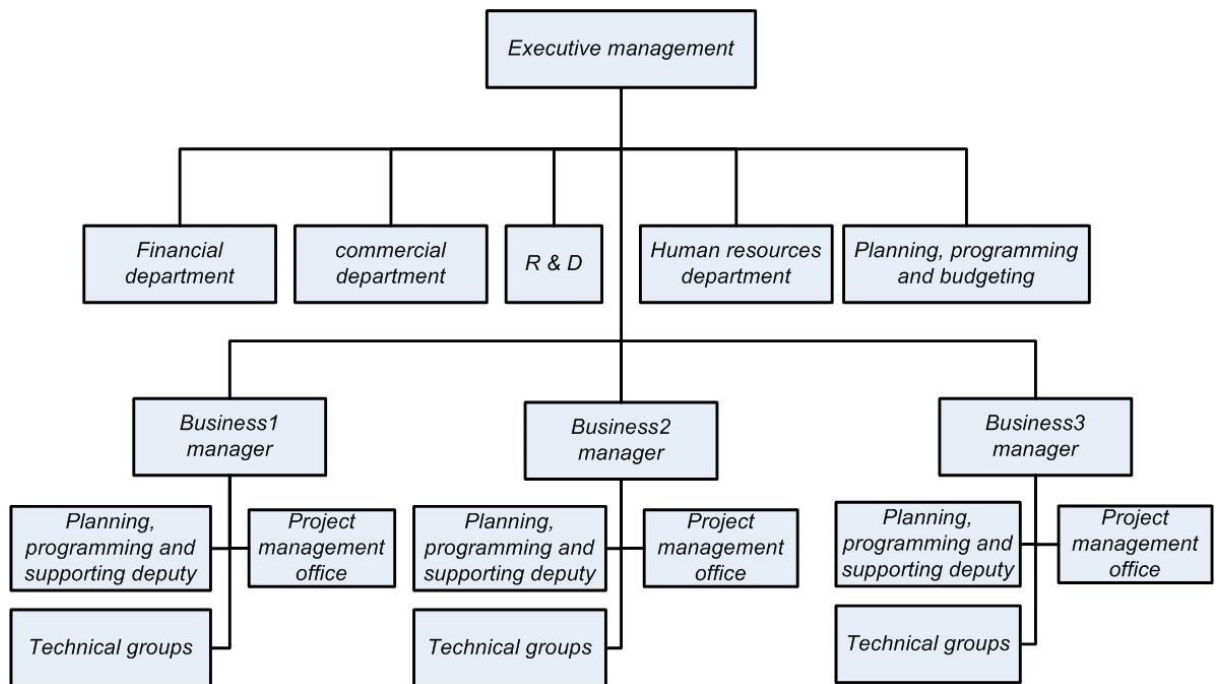 Executive management
Financial
department
commercial
department
R & D
Human resources
department
Planning, programming
and budgeting
Business1
manager
Business2
manager
Business3
manager
Planning,
programming and
supporting deputy
Project
management
office
Planning,
programming and
supporting deputy
Project
management
office
Planning,
programming and
supporting deputy
Project
management
office
Technical groups
Technical groups
Technical groups